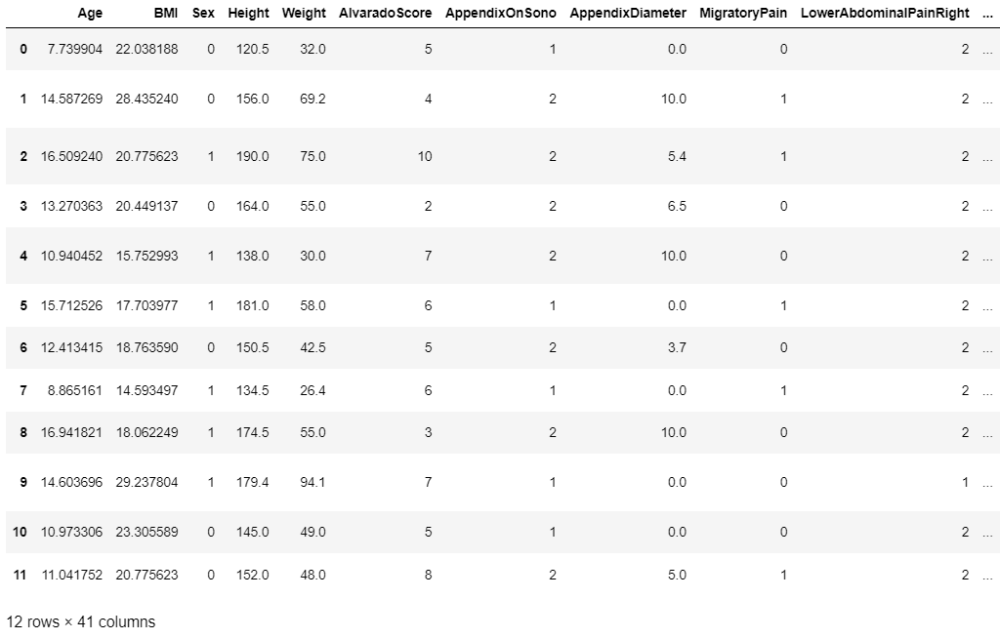 Age BMI Sex Height Weight AlvaradoScore AppendixOnSono AppendixDiameter MigratoryPain LowerAbdominalPainRight ...
0 7.739904 22.038188 0 120.5 32.0 5 1 0.0 0 2 ...
1 14.587269 28.435240 0 156.0 69.2 4 2 10.0 1 2 ...
2 16.509240 20.775623 1 190.0 75.0 10 2 5.4 1 2 ...
3 13.270363 20.449137 0 164.0 55.0 2 2 6.5 0 2 ...
4 10.940452 15.752993 1 138.0 30.0 7 2 10.0 0 2 ...
5 15.712526 17.703977 1 181.0 58.0 6 1 0.0 1 2 ...
6 12.413415 18.763590 0 150.5 42.5 5 2 3.7 0 2 ...
7 8.865161 14.593497 1 134.5 26.4 6 1 0.0 1 2 ...
8 16.941821 18.062249 1 174.5 55.0 3 2 10.0 0 2 ...
9 14.603696 29.237804 1 179.4 94.1 7 1 0.0 0 1 ...
10 10.973306 23.305589 0 145.0 49.0 5 1 0.0 0 2 ...
11 11.041752 20.775623 0 152.0 48.0 8 2 5.0 1 2 ...
12 rows × 41 columns